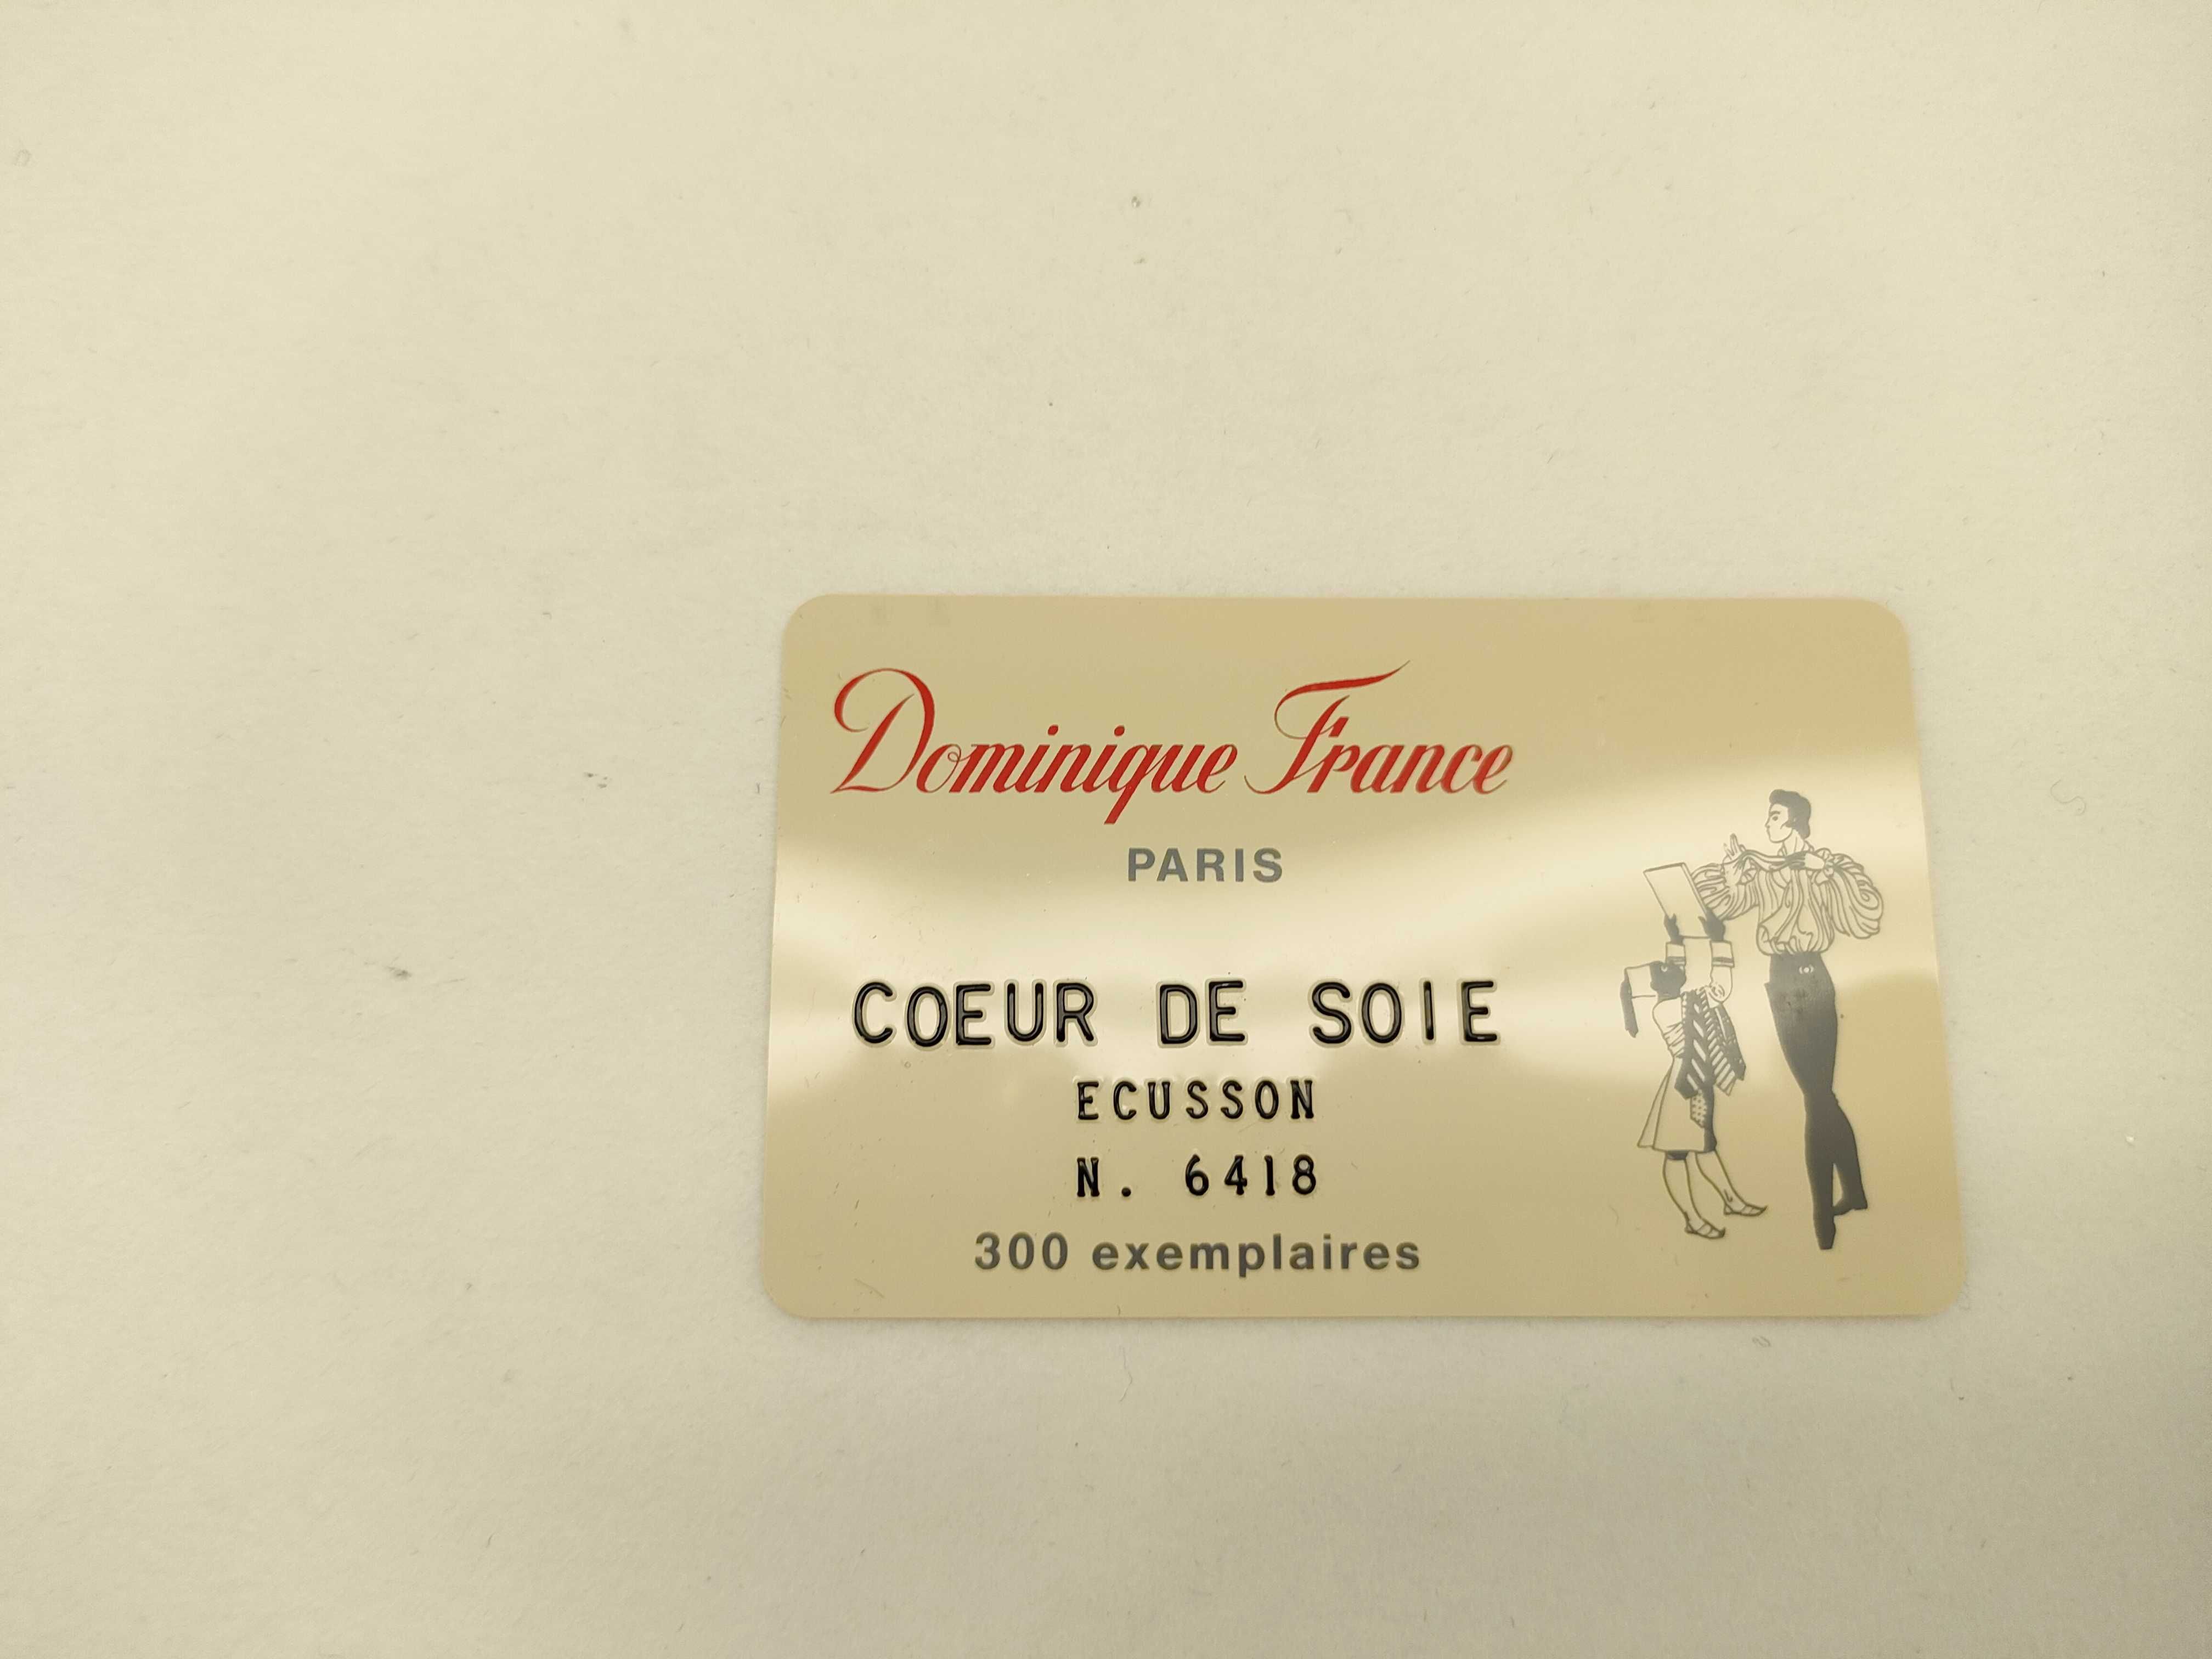 Dominique France
PARIS
COEUR DE SOIE
ECUSSON
N. 6418
300 exemplaires